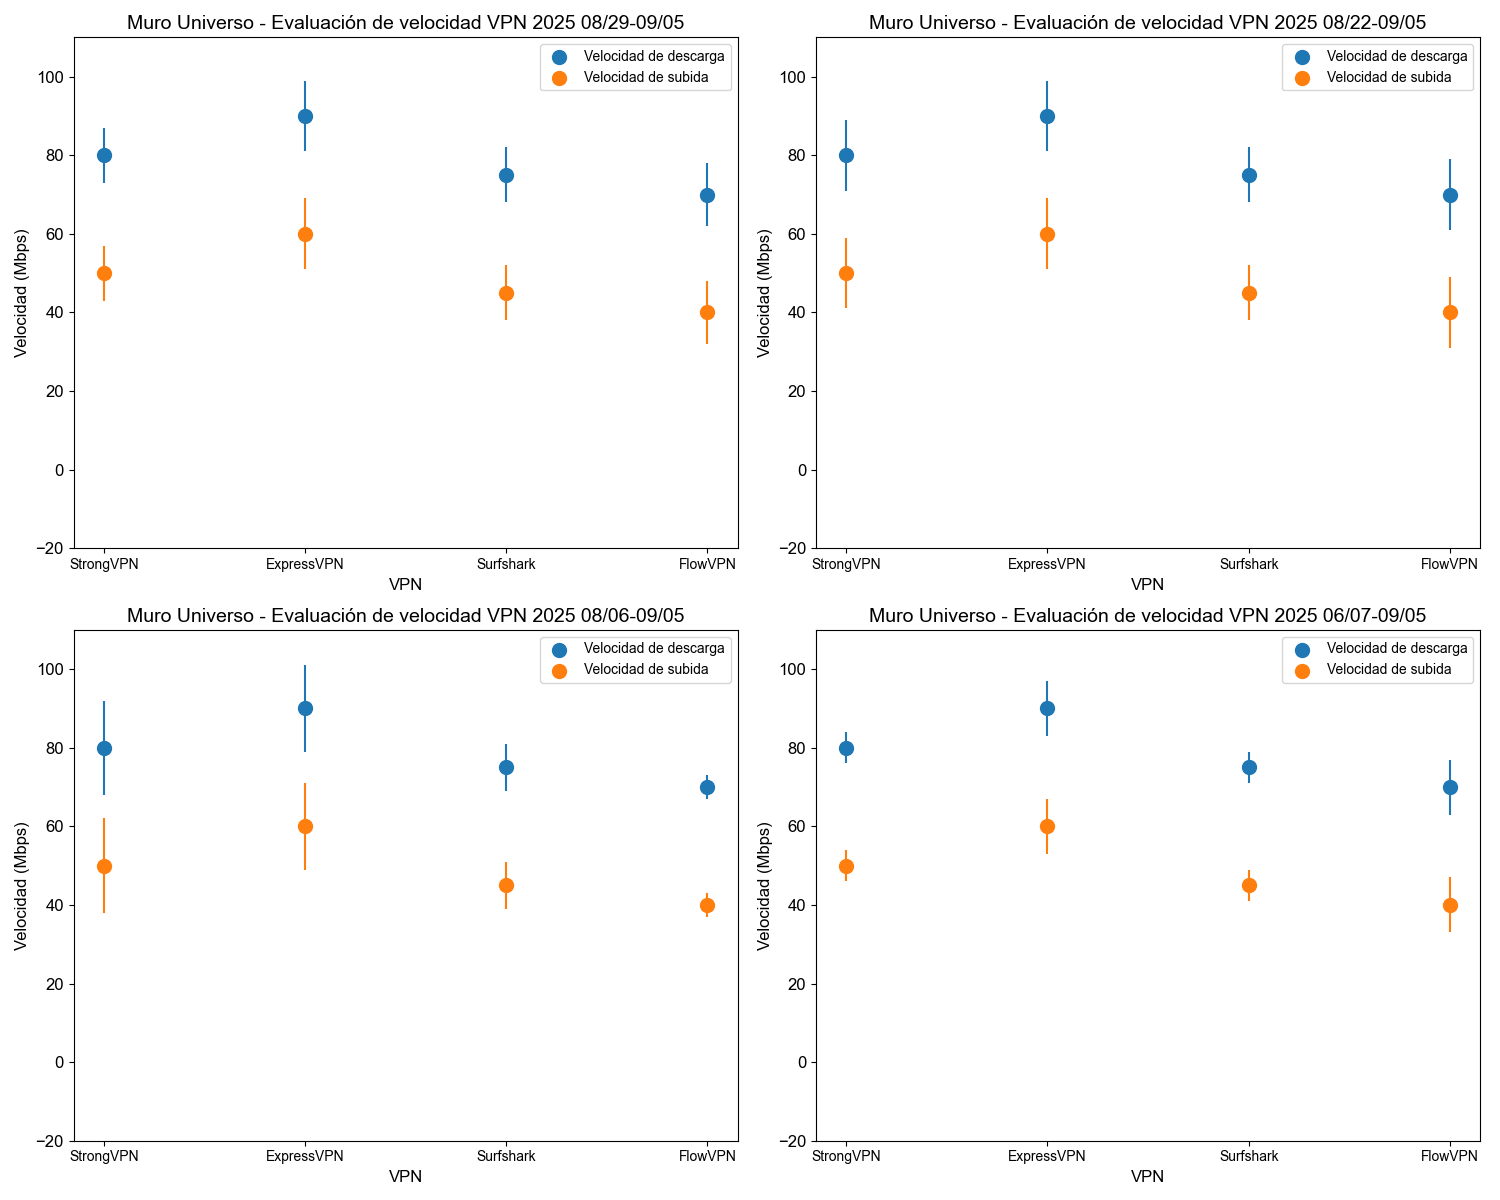 Muro Universo - Evaluación de velocidad VPN 2025 08/29-09/05
Velocidad de descarga
Velocidad de subida
Velocidad (Mbps)
100
80
60
40
20
0
−20
StrongVPN ExpressVPN Surfshark FlowVPN
VPN
Muro Universo - Evaluación de velocidad VPN 2025 08/22-09/05
Velocidad de descarga
Velocidad de subida
Velocidad (Mbps)
100
80
60
40
20
0
−20
StrongVPN ExpressVPN Surfshark FlowVPN
VPN
Muro Universo - Evaluación de velocidad VPN 2025 08/06-09/05
Velocidad de descarga
Velocidad de subida
Velocidad (Mbps)
100
80
60
40
20
0
−20
StrongVPN ExpressVPN Surfshark FlowVPN
VPN
Muro Universo - Evaluación de velocidad VPN 2025 06/07-09/05
Velocidad de descarga
Velocidad de subida
Velocidad (Mbps)
100
80
60
40
20
0
−20
StrongVPN ExpressVPN Surfshark FlowVPN
VPN